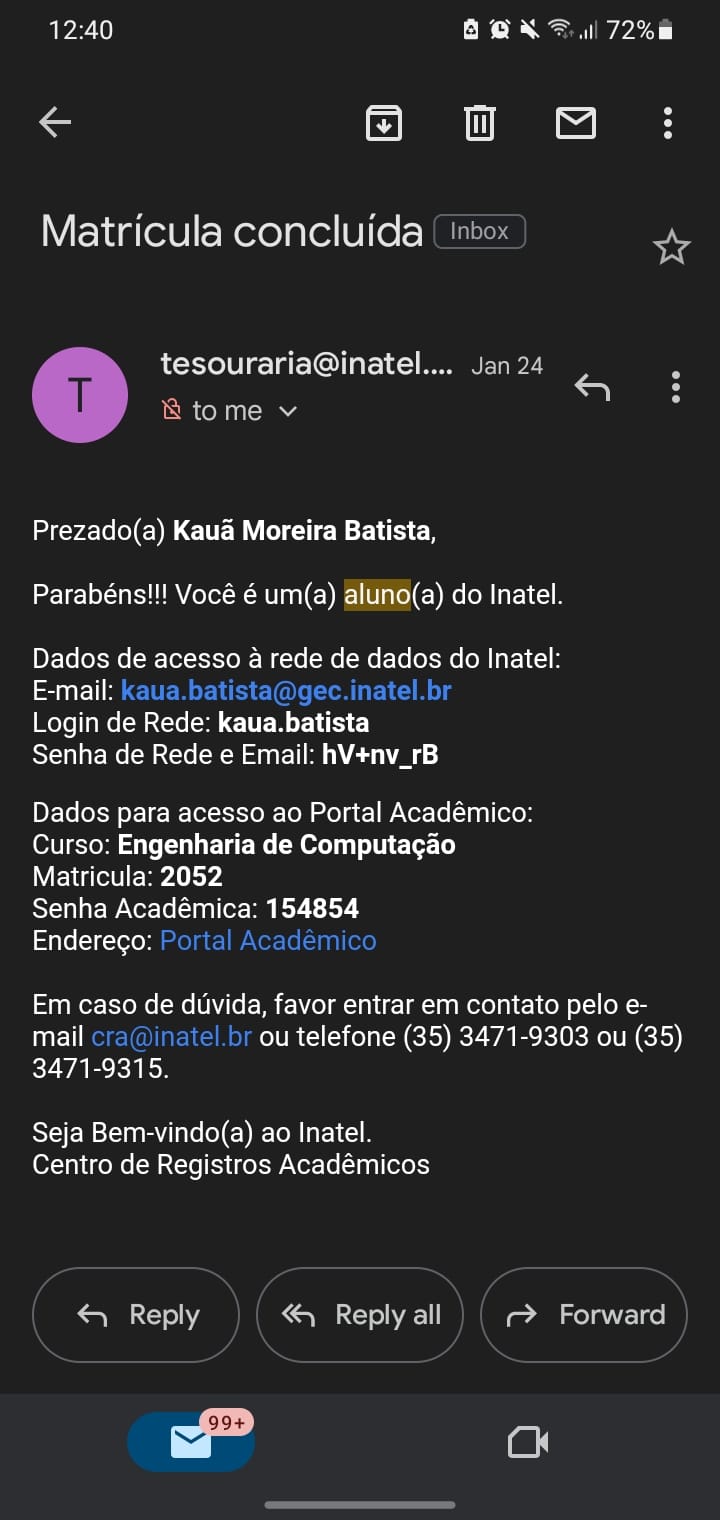 12:40
72%
Matrícula concluída Inbox
T
tesouraria@inatel.... Jan 24
to me
Prezado(a) Kauã Moreira Batista,
Parabéns!!! Você é um(a) aluno(a) do Inatel.
Dados de acesso à rede de dados do Inatel:
E-mail: kaua.batista@gec.inatel.br
Login de Rede: kaua.batista
Senha de Rede e Email: hV+nv_rB
Dados para acesso ao Portal Acadêmico:
Curso: Engenharia de Computação
Matricula: 2052
Senha Acadêmica: 154854
Endereço: Portal Acadêmico
Em caso de dúvida, favor entrar em contato pelo e-
mail cra@inatel.br ou telefone (35) 3471-9303 ou (35)
3471-9315.
Seja Bem-vindo(a) ao Inatel.
Centro de Registros Acadêmicos
Reply Reply all Forward
99+